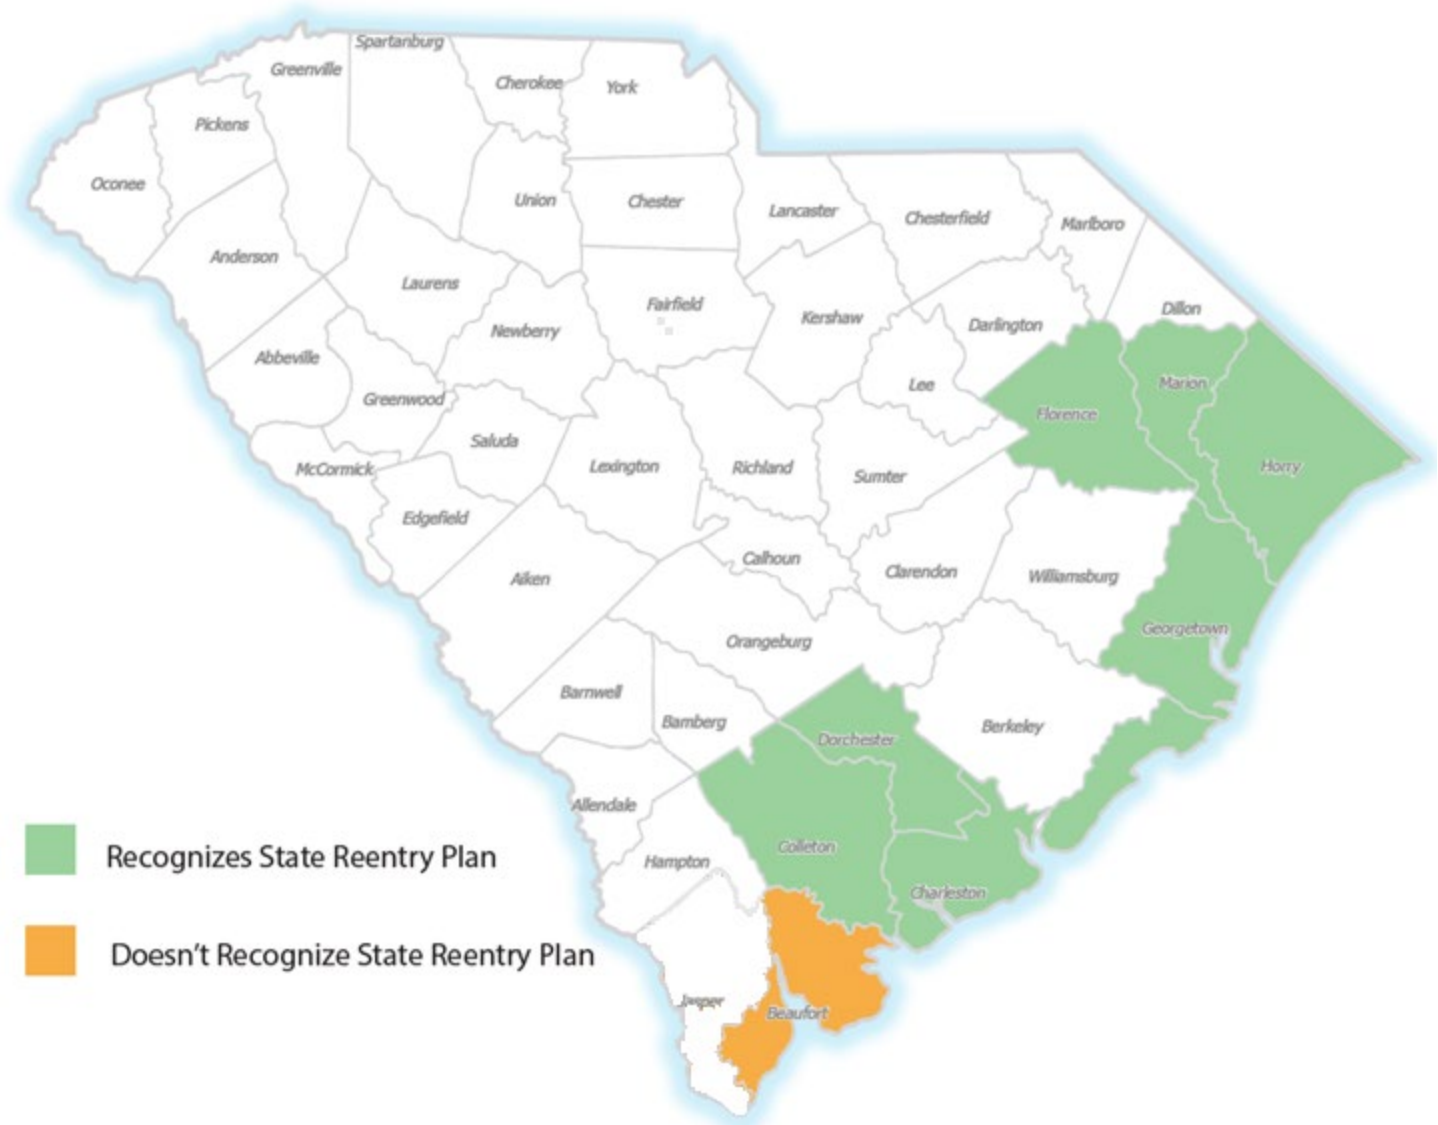 Spartanburg
Greenville
Cherokee
York
Pickens
Oconee
Union
Chester
Lancaster
Chesterfield
Marlboro
Anderson
Laurens
Fairfield
Kershaw
Dillon
Newberry
Darlington
Abbeville
Greenwood
Lee
Marion
Florence
Saluda
McCormick
Lexington
Richland
Sumter
Horry
Edgefield
Aiken
Calhoun
Clarendon
Williamsburg
Orangeburg
Georgetown
Barnwell
Bamberg
Berkeley
Dorchester
Allendale
Colleton
Hampton
Charleston
Recognizes State Reentry Plan
Doesn't Recognize State Reentry Plan
Jasper
Beaufort